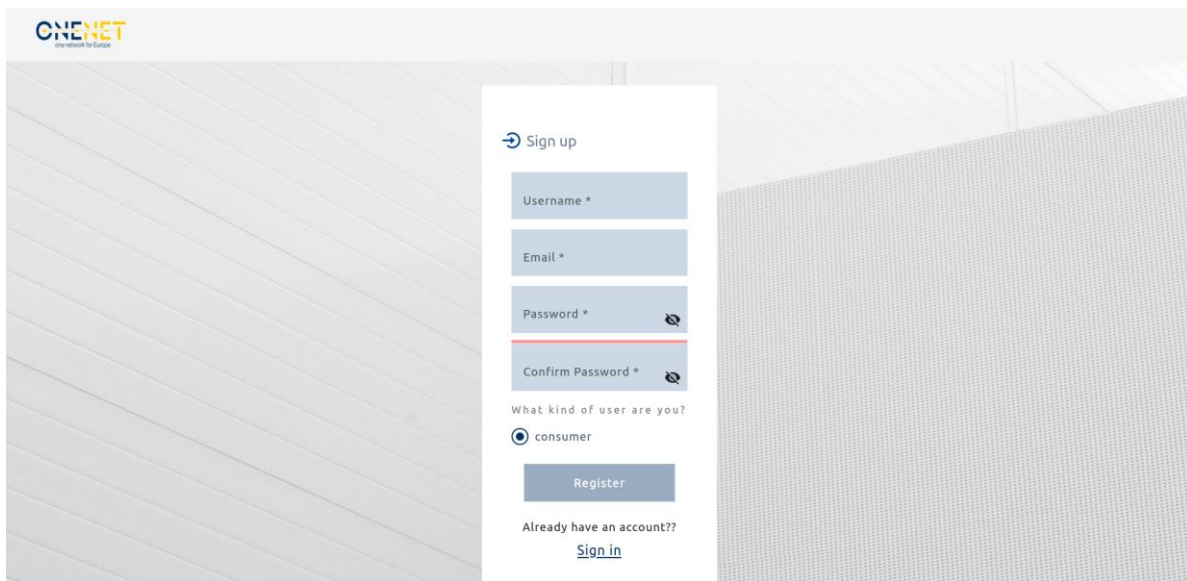 ONENET
one network for Europe
Sign up
Username *
Email *
Password *
Confirm Password *
What kind of user are you?
consumer
Register
Already have an account??
Sign in